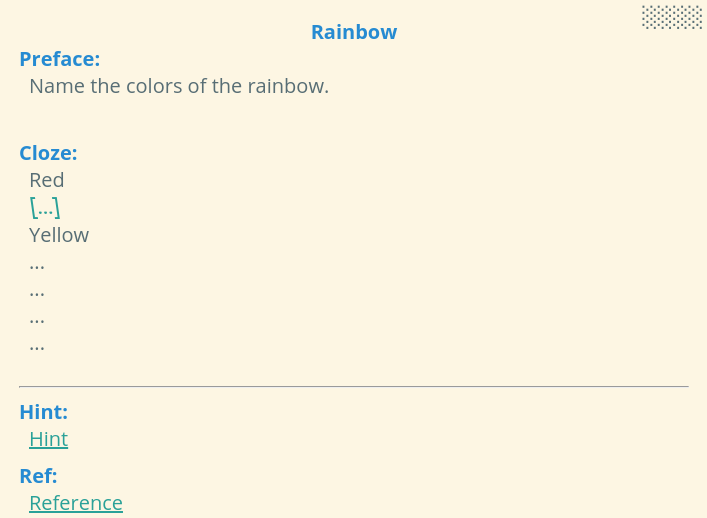 Rainbow
Preface:
Name the colors of the rainbow.
Cloze:
Red
[...]
Yellow
...
...
...
...
Hint:
Hint
Ref:
Reference